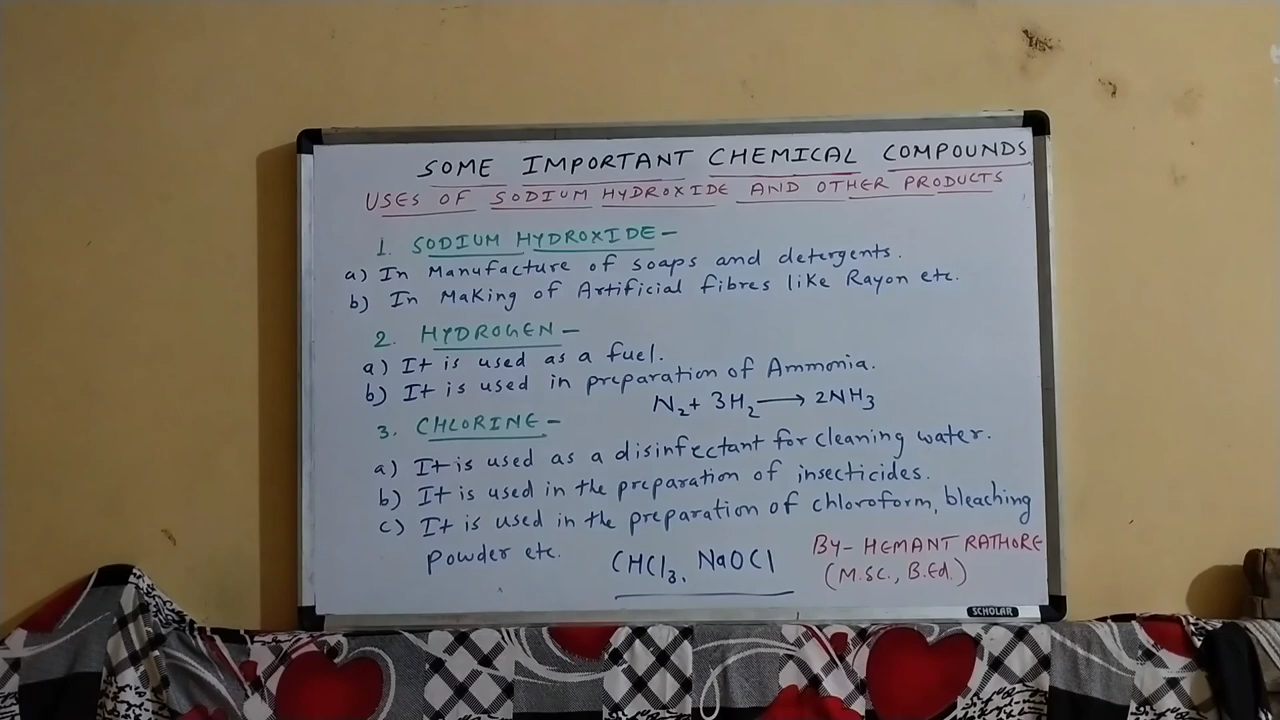 SOME IMPORTANT CHEMICAL COMPOUNDS
USES OF SODIUM HYDROXIDE AND OTHER PRODUCTS
1. SODIUM HYDROXIDE-
a) In Manufacture of soaps and detergents.
b) In Making of Artificial fibres like Rayon etc.
2. HYDROGEN-
a) It is used as a fuel.
b) It is used in preparation of Ammonia.
N₂+ 3H₂ ⟶ 2NH₃
3. CHLORINE-
a) It is used as a disinfectant for cleaning water.
b) It is used in the preparation of insecticides.
c) It is used in the preparation of chloroform, bleaching
powder etc. CHCl₃, NaOCl
BY- HEMANT RATHORE
(M.SC., B.Ed.)
SCHOLAR